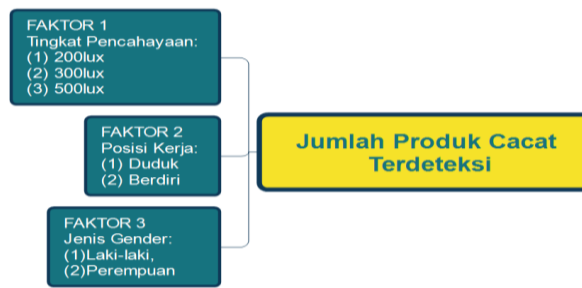 FAKTOR 1
Tingkat Pencahayaan:
(1) 200lux
(2) 300lux
(3) 500lux
FAKTOR 2
Posisi Kerja:
(1) Duduk
(2) Berdiri
FAKTOR 3
Jenis Gender:
(1)Laki-laki,
(2)Perempuan
Jumlah Produk Cacat
Terdeteksi